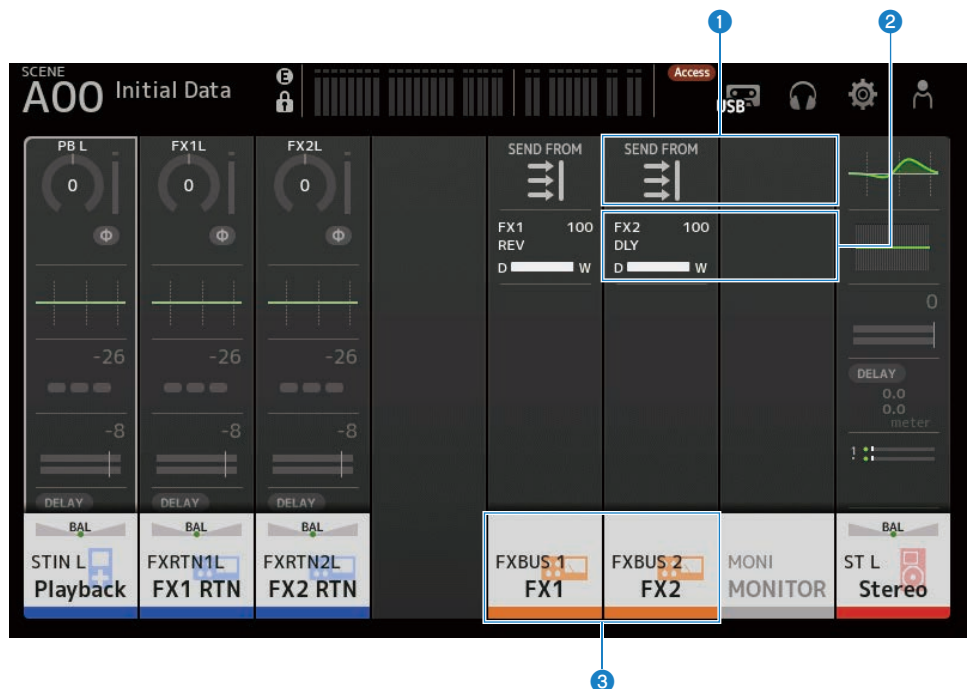 1
2
SCENE
A00 Initial Data
E
Access
USB
PB L
FX1L
FX2L
SEND FROM
SEND FROM
0
0
0
Φ
Φ
Φ
FX1 100
REV
D W
FX2 100
DLY
D W
0
-26
-26
-26
DELAY
0.0
0.0
meter
-8
-8
-8
!
DELAY
DELAY
DELAY
BAL
BAL
BAL
BAL
STIN L
Playback
FXRTN1L
FX1 RTN
FXRTN2L
FX2 RTN
FXBUS 1
FX1
FXBUS 2
FX2
MONI
MONITOR
ST L
Stereo
3